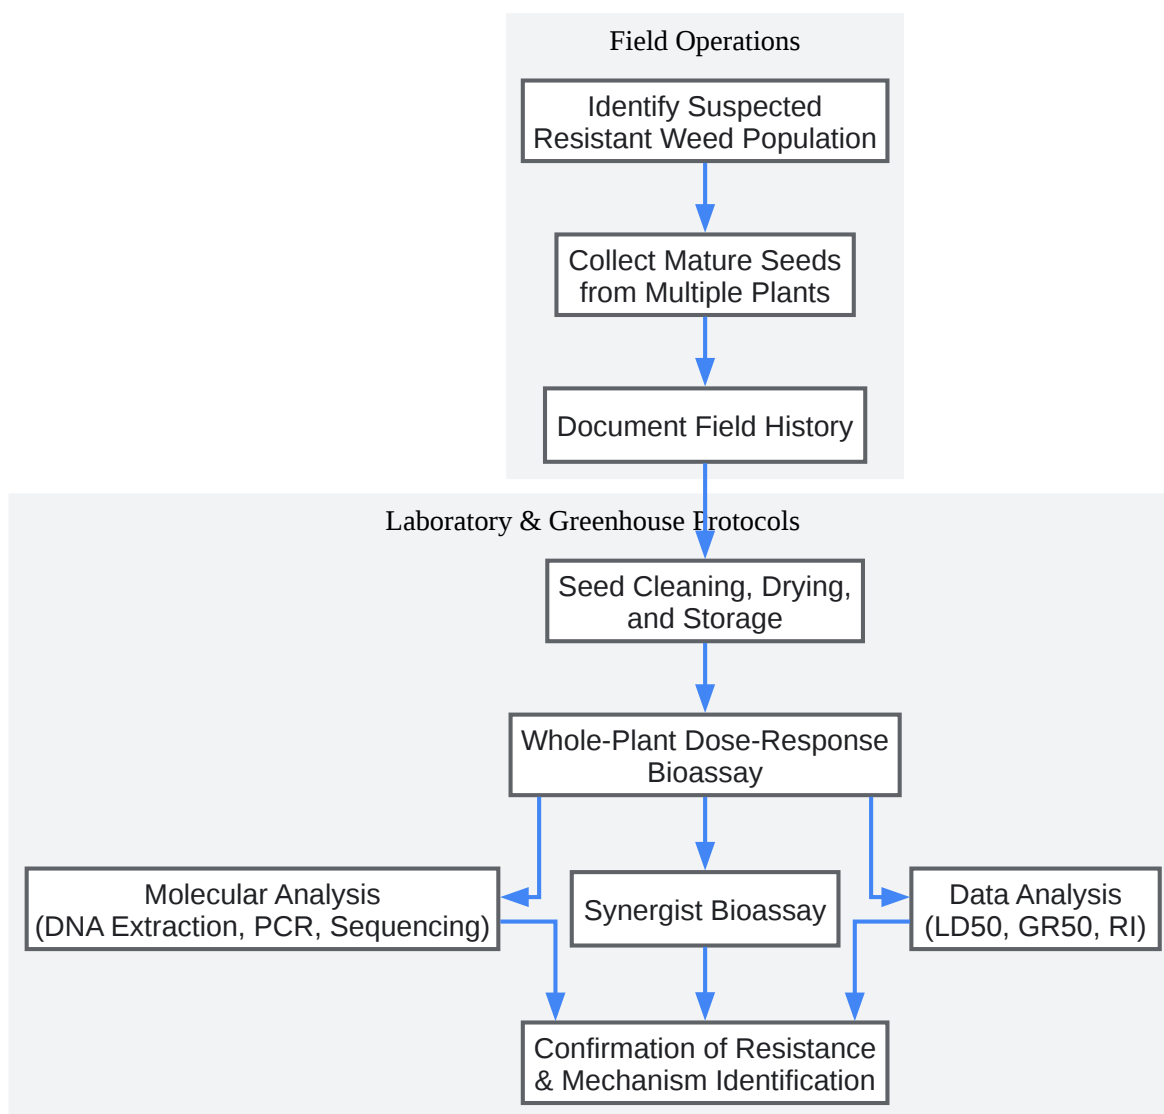 Field Operations
Identify Suspected
Resistant Weed Population
Collect Mature Seeds
from Multiple Plants
Document Field History
Laboratory & Greenhouse Protocols
Seed Cleaning, Drying,
and Storage
Whole-Plant Dose-Response
Bioassay
Molecular Analysis
(DNA Extraction, PCR, Sequencing)
Synergist Bioassay
Data Analysis
(LD50, GR50, RI)
Confirmation of Resistance
& Mechanism Identification